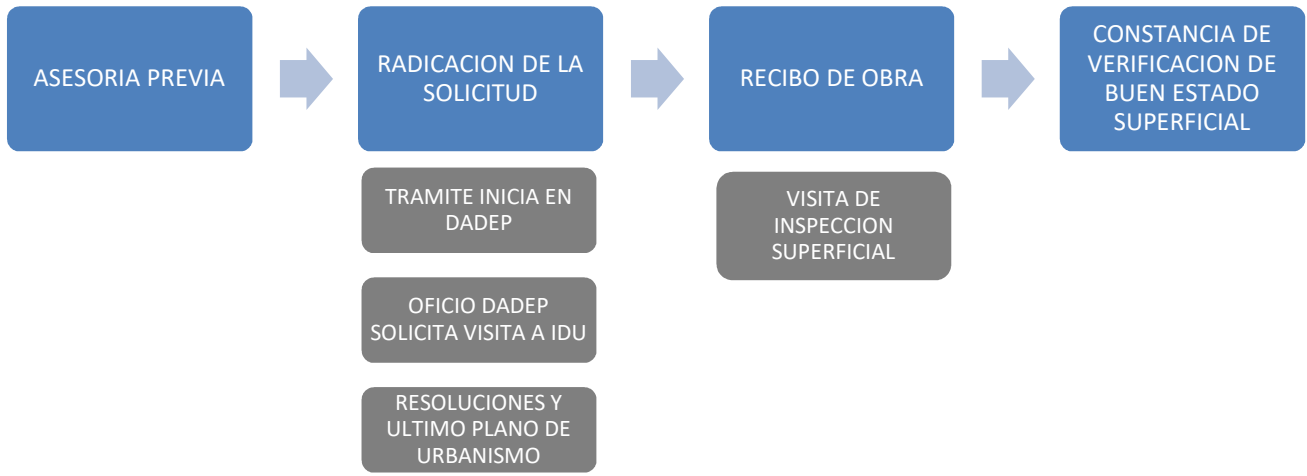 ASESORIA PREVIA
RADICACION DE LA
SOLICITUD
TRAMITE INICIA EN
DADEP
OFICIO DADEP
SOLICITA VISITA A IDU
RESOLUCIONES Y
ULTIMO PLANO DE
URBANISMO
RECIBO DE OBRA
VISITA DE
INSPECCION
SUPERFICIAL
CONSTANCIA DE
VERIFICACION DE
BUEN ESTADO
SUPERFICIAL